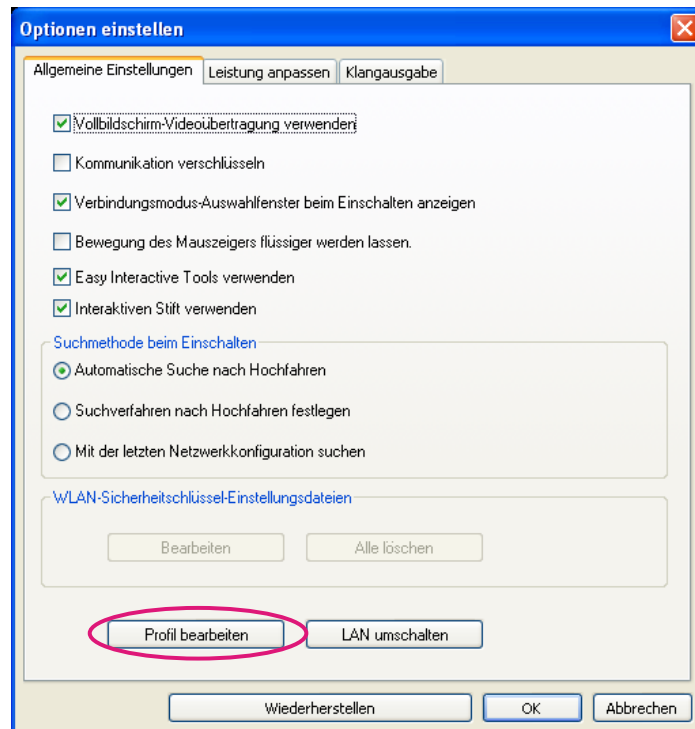 Optionen einstellen
Allgemeine Einstellungen Leistung anpassen Klangausgabe
Vollbildschirm-Videoübertragung verwenden
Kommunikation verschlüsseln
Verbindungsmodus-Auswahlfenster beim Einschalten anzeigen
Bewegung des Mauszeigers flüssiger werden lassen.
Easy Interactive Tools verwenden
Interaktiven Stift verwenden
Suchmethode beim Einschalten
Automatische Suche nach Hochfahren
Suchverfahren nach Hochfahren festlegen
Mit der letzten Netzwerkkonfiguration suchen
WLAN-Sicherheitschlüssel-Einstellungsdateien
Bearbeiten Alle löschen
Profil bearbeiten LAN umschalten
Wiederherstellen OK Abbrechen